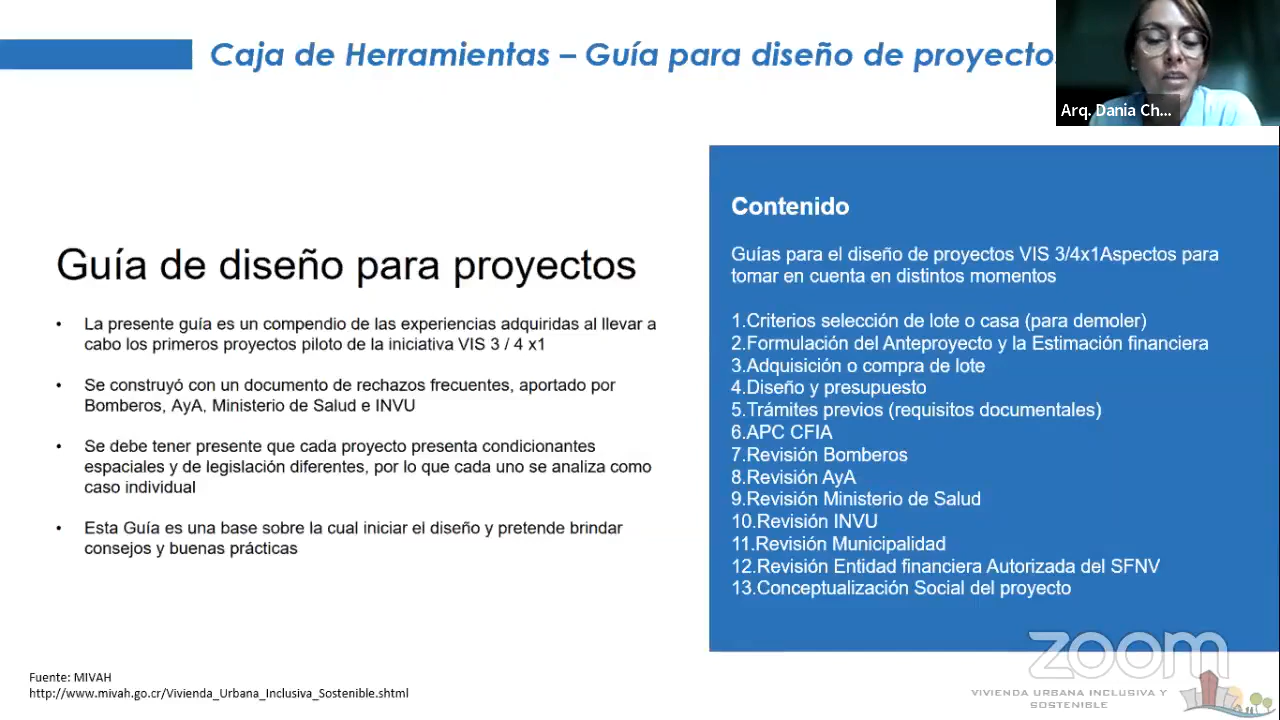 Caja de Herramientas – Guía para diseño de proyecto
Arq. Dania Ch...
Guía de diseño para proyectos
• La presente guía es un compendio de las experiencias adquiridas al llevar a
cabo los primeros proyectos piloto de la iniciativa VIS 3 / 4 x1
• Se construyó con un documento de rechazos frecuentes, aportado por
Bomberos, AyA, Ministerio de Salud e INVU
• Se debe tener presente que cada proyecto presenta condicionantes
espaciales y de legislación diferentes, por lo que cada uno se analiza como
caso individual
• Esta Guía es una base sobre la cual iniciar el diseño y pretende brindar
consejos y buenas prácticas
Contenido
Guías para el diseño de proyectos VIS 3/4x1Aspectos para
tomar en cuenta en distintos momentos
1.Criterios selección de lote o casa (para demoler)
2.Formulación del Anteproyecto y la Estimación financiera
3.Adquisición o compra de lote
4.Diseño y presupuesto
5.Trámites previos (requisitos documentales)
6.APC CFIA
7.Revisión Bomberos
8.Revisión AyA
9.Revisión Ministerio de Salud
10.Revisión INVU
11.Revisión Municipalidad
12.Revisión Entidad financiera Autorizada del SFNV
13.Conceptualización Social del proyecto
zoom
VIVIENDA URBANA INCLUSIVA Y
SOSTENIBLE
Fuente: MIVAH
http://www.mivah.go.cr/Vivienda_Urbana_Inclusiva_Sostenible.shtml